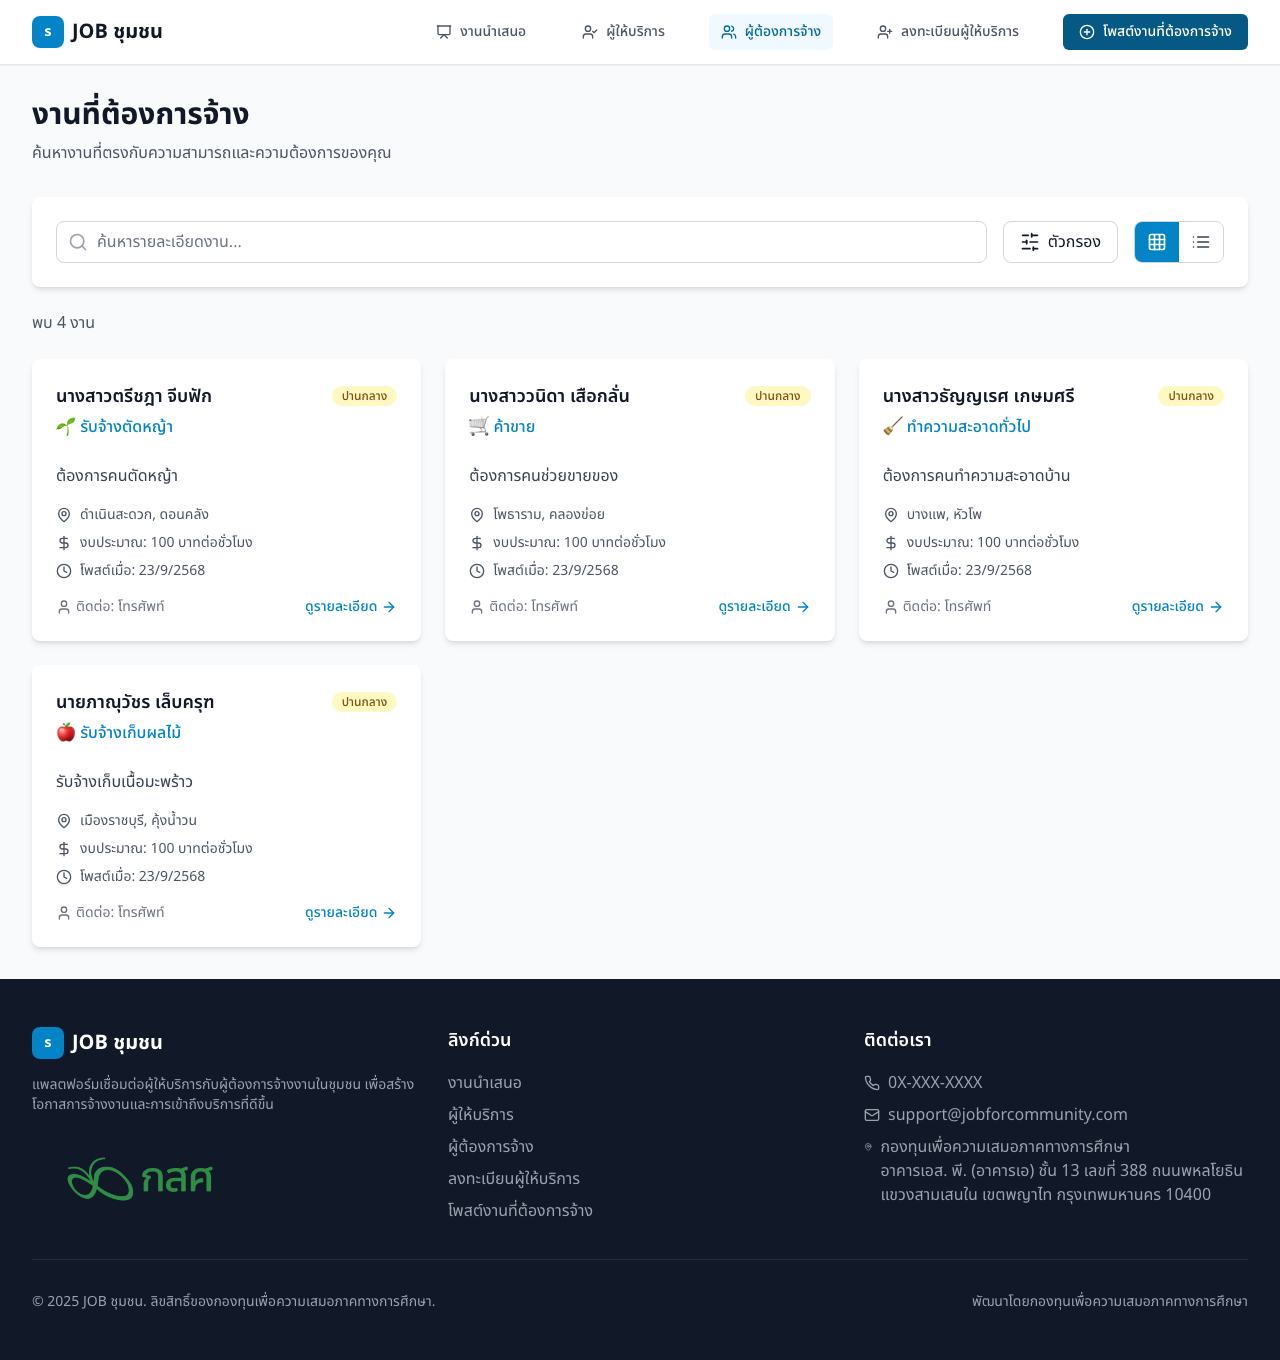 ร JOB ชุมชน
งานนำเสนอ
ผู้ให้บริการ
ผู้ต้องการจ้าง
ลงทะเบียนผู้ให้บริการ
โพสต์งานที่ต้องการจ้าง
งานที่ต้องการจ้าง
ค้นหางานที่ตรงกับความสามารถและความต้องการของคุณ
ค้นหารายละเอียดงาน...
ตัวกรอง
พบ 4 งาน
นางสาวตรีชฎา จีบฟัก
ปานกลาง
รับจ้างตัดหญ้า
ต้องการคนตัดหญ้า
ดำเนินสะดวก, ดอนคลัง
งบประมาณ: 100 บาทต่อชั่วโมง
โพสต์เมื่อ: 23/9/2568
ติดต่อ: โทรศัพท์
ดูรายละเอียด
นางสาววนิดา เสือกลั่น
ปานกลาง
ค้าขาย
ต้องการคนช่วยขายของ
โพธาราม, คลองข่อย
งบประมาณ: 100 บาทต่อชั่วโมง
โพสต์เมื่อ: 23/9/2568
ติดต่อ: โทรศัพท์
ดูรายละเอียด
นางสาวธัญญเรศ เกษมศรี
ปานกลาง
ทำความสะอาดทั่วไป
ต้องการคนทำความสะอาดบ้าน
บางแพ, หัวโพ
งบประมาณ: 100 บาทต่อชั่วโมง
โพสต์เมื่อ: 23/9/2568
ติดต่อ: โทรศัพท์
ดูรายละเอียด
นายภาณุวัชร เล็บครุฑ
ปานกลาง
รับจ้างเก็บผลไม้
รับจ้างเก็บเนื้อมะพร้าว
เมืองราชบุรี, คุ้งน้ำวน
งบประมาณ: 100 บาทต่อชั่วโมง
โพสต์เมื่อ: 23/9/2568
ติดต่อ: โทรศัพท์
ดูรายละเอียด
ร JOB ชุมชน
แพลตฟอร์มเชื่อมต่อผู้ให้บริการกับผู้ต้องการจ้างงานในชุมชน เพื่อสร้าง
โอกาสการจ้างงานและการเข้าถึงบริการที่ดีขึ้น
กสศ
ลิงก์ด่วน
งานนำเสนอ
ผู้ให้บริการ
ผู้ต้องการจ้าง
ลงทะเบียนผู้ให้บริการ
โพสต์งานที่ต้องการจ้าง
ติดต่อเรา
0X-XXX-XXXX
support@jobforcommunity.com
กองทุนเพื่อความเสมอภาคทางการศึกษา
อาคารเอส. พี. (อาคารเอ) ชั้น 13 เลขที่ 388 ถนนพหลโยธิน
แขวงสามเสนใน เขตพญาไท กรุงเทพมหานคร 10400
© 2025 JOB ชุมชน. ลิขสิทธิ์ของกองทุนเพื่อความเสมอภาคทางการศึกษา.
พัฒนาโดยกองทุนเพื่อความเสมอภาคทางการศึกษา